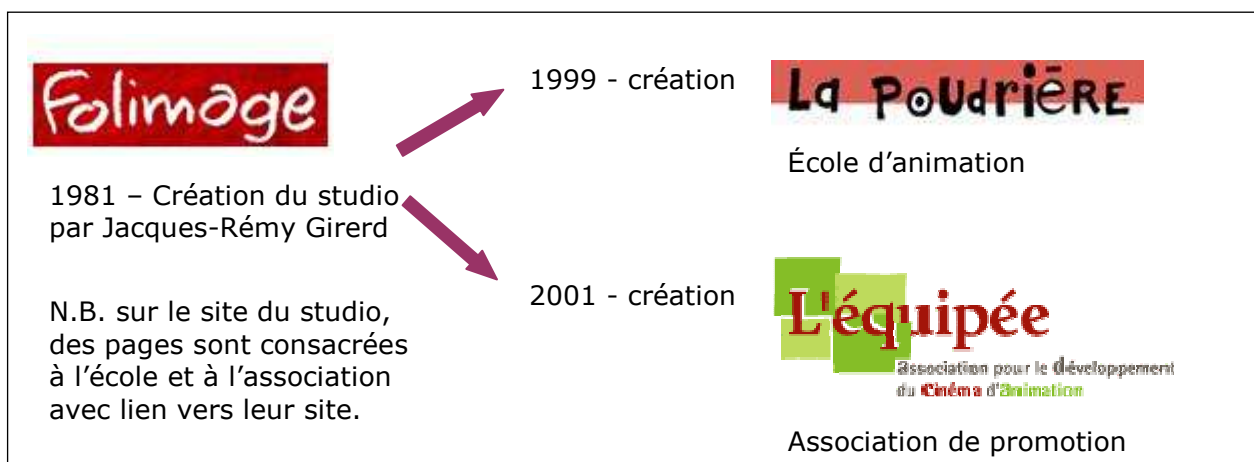 Folimage
1981 – Création du studio
par Jacques-Rémy Girerd
N.B. sur le site du studio,
des pages sont consacrées
à l’école et à l’association
avec lien vers leur site.
1999 - création
La PoUdriēRE
École d’animation
2001 - création
L'équipée
association pour le développement
du Cinéma d'animation
Association de promotion